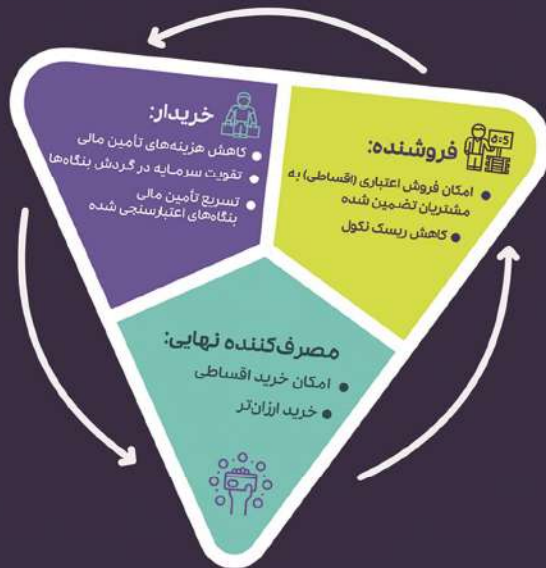 فروشنده:
امکان فروش اعتباری (اقساطی) به
مشتریان تضمین شده
کاهش ریسک نکول
خریدار:
کاهش هزینه‌های تأمین مالی
تقویت سرمایه در گردش بنگاه‌ها
تسریع تأمین مالی
بنگاه‌های اعتبارسنجی شده
مصرف‌کننده نهایی:
امکان خرید اقساطی
خرید ارزان‌تر